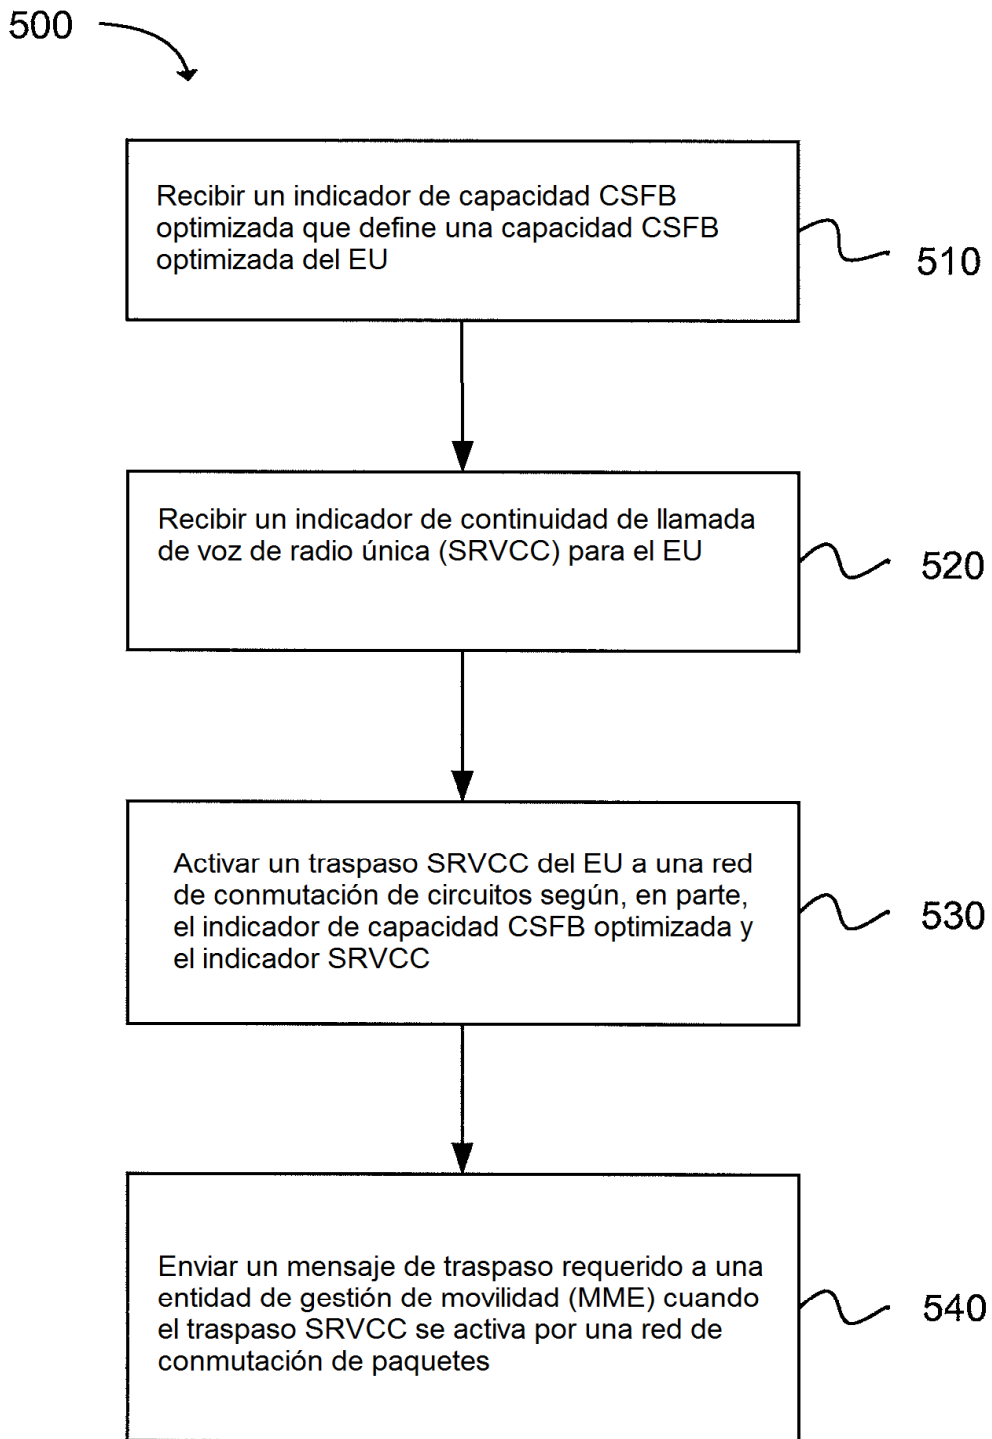 500
Recibir un indicador de capacidad CSFB
optimizada que define una capacidad CSFB
optimizada del EU
510
Recibir un indicador de continuidad de llamada
de voz de radio única (SRVCC) para el EU
520
Activar un traspaso SRVCC del EU a una red
de conmutación de circuitos según, en parte,
el indicador de capacidad CSFB optimizada y
el indicador SRVCC
530
Enviar un mensaje de traspaso requerido a una
entidad de gestión de movilidad (MME) cuando
el traspaso SRVCC se activa por una red de
conmutación de paquetes
540